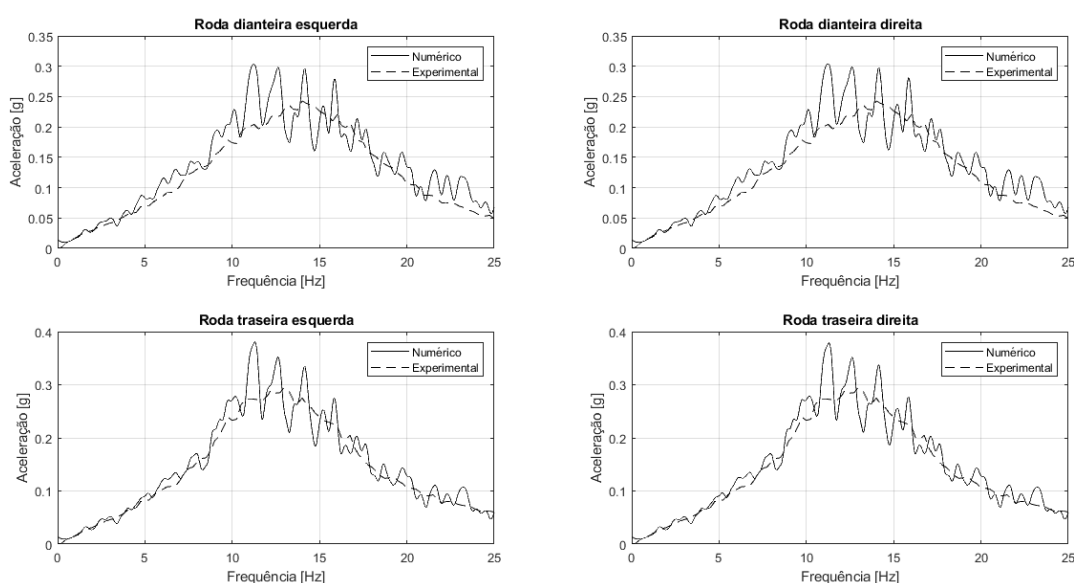 Roda dianteira esquerda
0.35
0.3
0.25
0.2
0.15
0.1
0.05
0
Aceleração [g]
Numérico
Experimental
0 5 10 15 20 25
Frequência [Hz]
Roda dianteira direita
0.35
0.3
0.25
0.2
0.15
0.1
0.05
0
Aceleração [g]
Numérico
Experimental
0 5 10 15 20 25
Frequência [Hz]
Roda traseira esquerda
0.4
0.3
0.2
0.1
0
Aceleração [g]
Numérico
Experimental
0 5 10 15 20 25
Frequência [Hz]
Roda traseira direita
0.4
0.3
0.2
0.1
0
Aceleração [g]
Numérico
Experimental
0 5 10 15 20 25
Frequência [Hz]